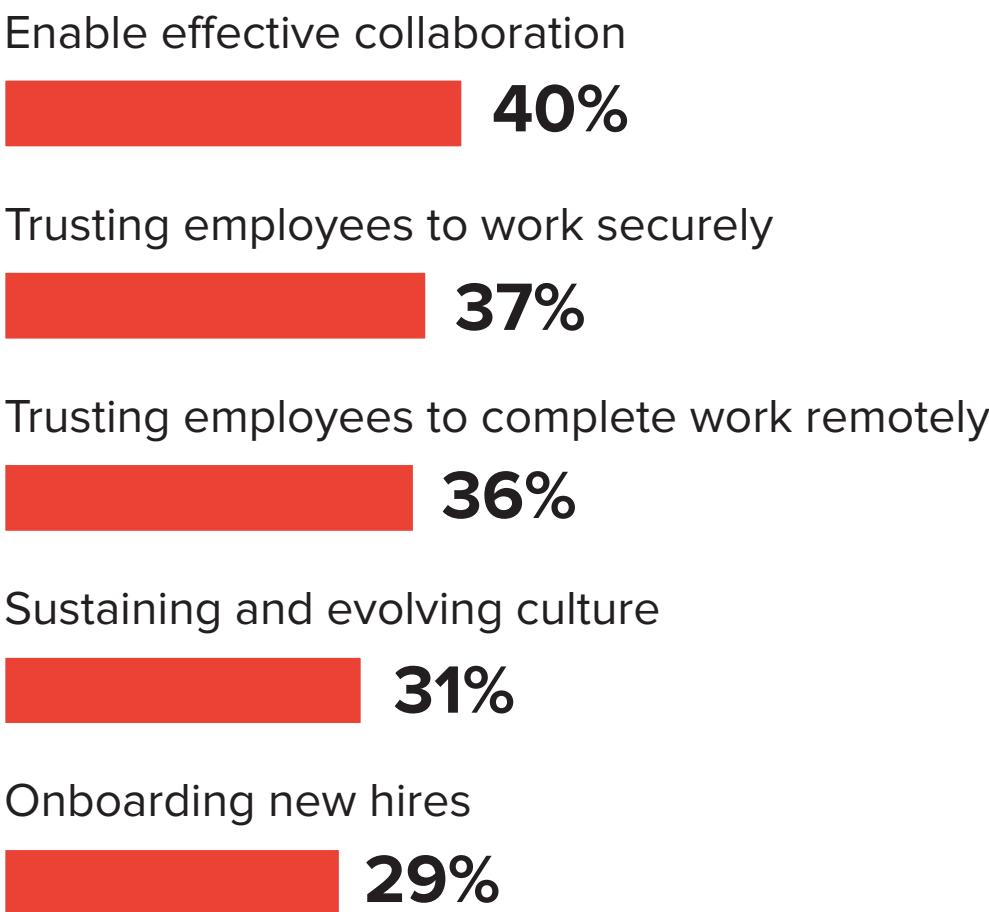 Enable effective collaboration
40%
Trusting employees to work securely
37%
Trusting employees to complete work remotely
36%
Sustaining and evolving culture
31%
Onboarding new hires
29%